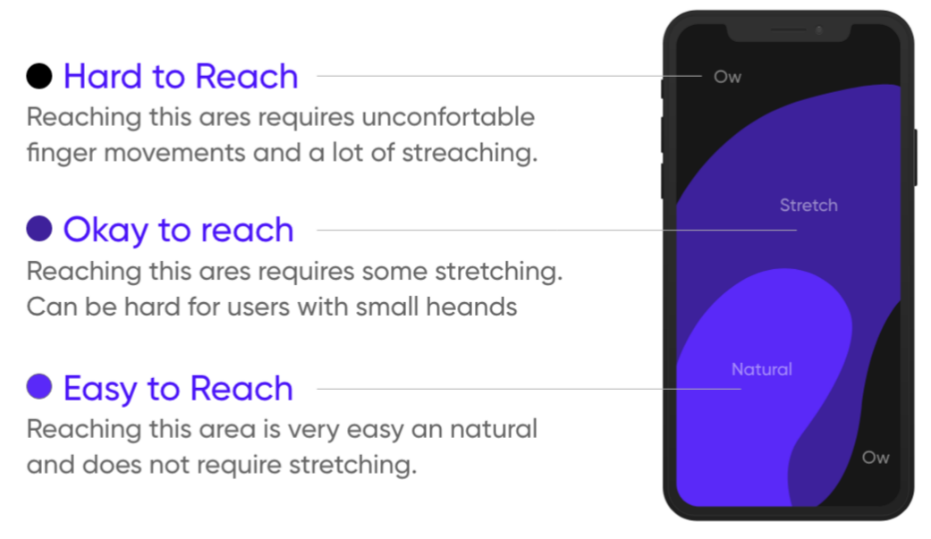 Hard to Reach
Reaching this ares requires unconfortable
finger movements and a lot of streaching.
Okay to reach
Reaching this ares requires some stretching.
Can be hard for users with small heands
Easy to Reach
Reaching this area is very easy an natural
and does not require stretching.
Ow
Stretch
Natural
Ow